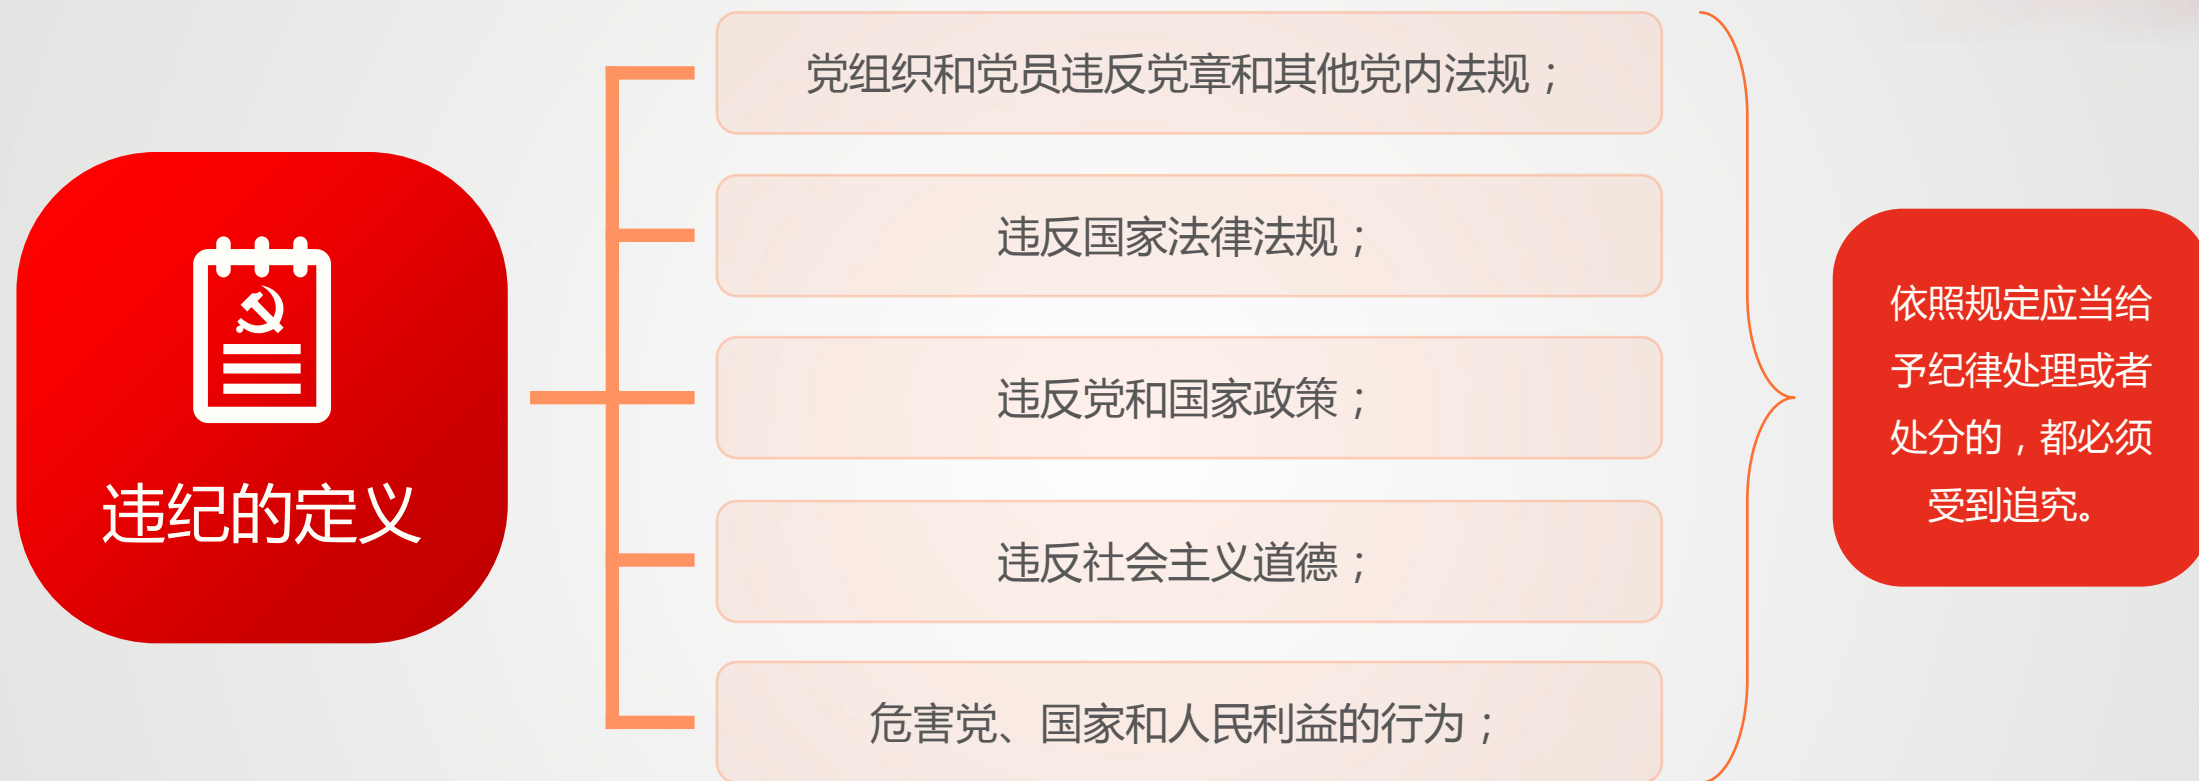 违纪的定义
党组织和党员违反党章和其他党内法规；
违反国家法律法规；
违反党和国家政策；
违反社会主义道德；
危害党、国家和人民利益的行为；
依照规定应当给
予纪律处理或者
处分的，都必须
受到追究。